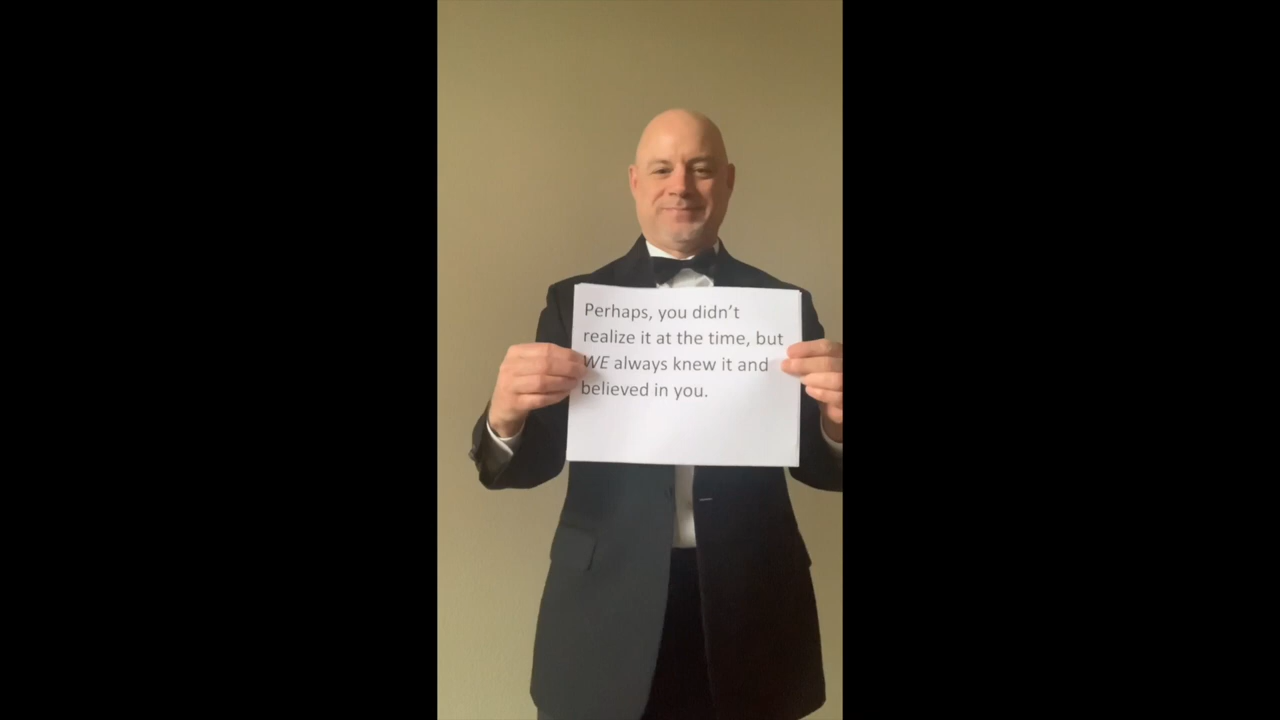 Perhaps, you didn't
realize it at the time, but
WE always knew it and
believed in you.